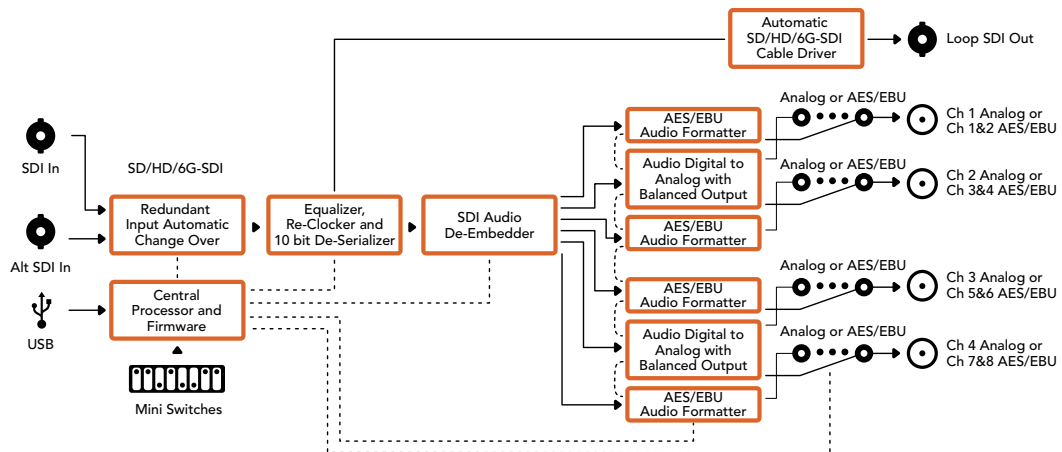 Automatic
SD/HD/6G-SDI
Cable Driver
Loop SDI Out
SDI In
Alt SDI In
USB
SD/HD/6G-SDI
Redundant
Input Automatic
Change Over
Central
Processor and
Firmware
Mini Switches
Equalizer,
Re-Clocker and
10 bit De-Serializer
SDI Audio
De-Embedder
AES/EBU
Audio Formatter
Audio Digital to
Analog with
Balanced Output
AES/EBU
Audio Formatter
AES/EBU
Audio Formatter
Audio Digital to
Analog with
Balanced Output
AES/EBU
Audio Formatter
Analog or AES/EBU
Ch 1 Analog or
Ch 1&2 AES/EBU
Analog or AES/EBU
Ch 2 Analog or
Ch 3&4 AES/EBU
Analog or AES/EBU
Ch 3 Analog or
Ch 5&6 AES/EBU
Analog or AES/EBU
Ch 4 Analog or
Ch 7&8 AES/EBU